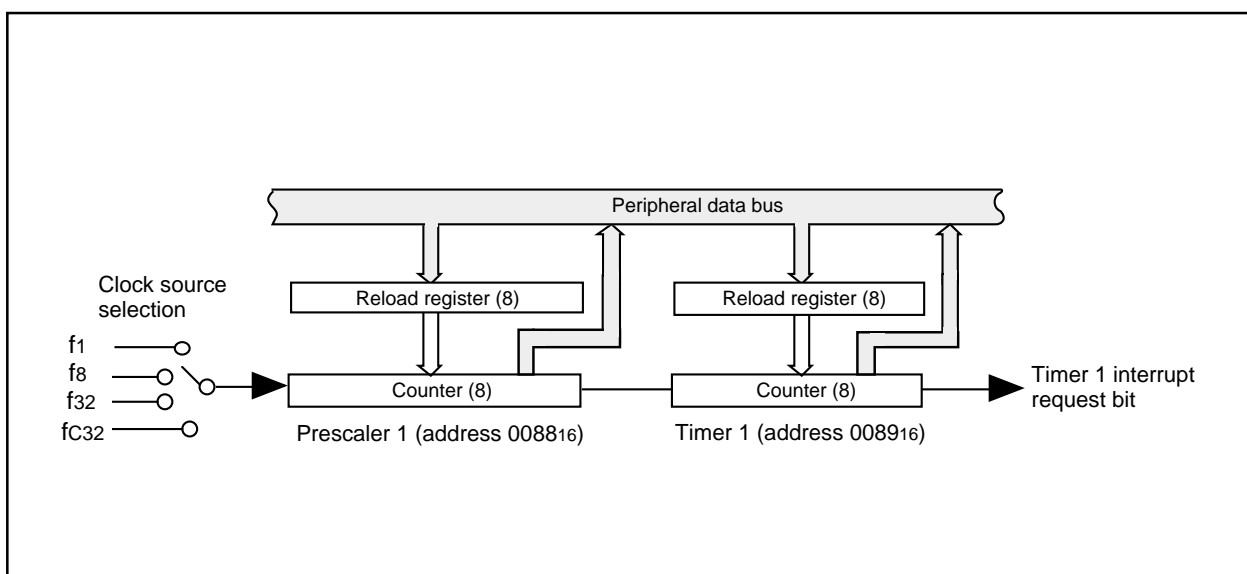 Peripheral data bus
Clock source
selection
Reload register (8)
Reload register (8)
f1
f8
f32
fC32
Counter (8)
Counter (8)
Timer 1 interrupt
request bit
Prescaler 1 (address 008816)
Timer 1 (address 008916)